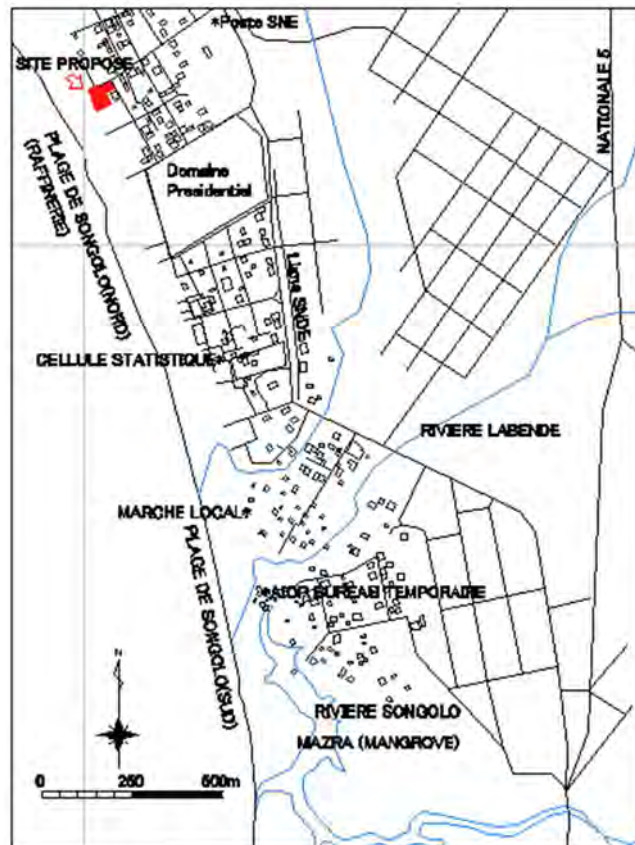 *Poste SNE
SITE PROPOSE
NATIONALE 5
PLAGE DE SONGOLO(NORD)
(RAFFINERIE)
Domaine
Presidentiel
Ligne SNDE
CELLULE STATISTIQUE*
RIVIERE LABENDE
MARCHE LOCAL*
PLAGE DE SONGOLO(SUD)
BUREAU TEMPORAIRE
RIVIERE SONGOLO
MAZRA (MANGROVE)
N
0 250 500m